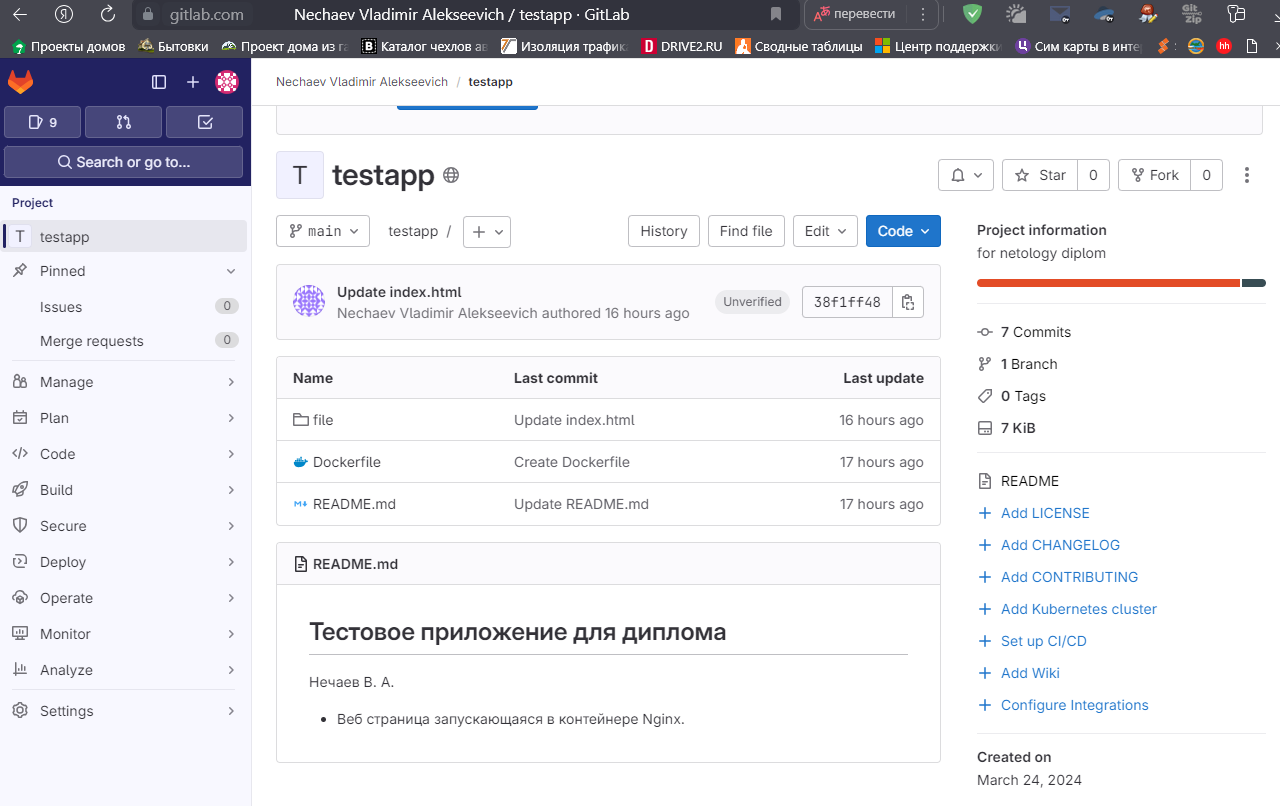 gitlab.com Nechaev Vladimir Alekseevich / testapp · GitLab перевести
Проекты домов Бытовки Проект дома из га Каталог чехлов ав Изоляция трафика DRIVE2.RU Сводные таблицы Центр поддержки Сим карты в инте hh
Nechaev Vladimir Alekseevich / testapp
9
Search or go to...
Project
T testapp
Pinned
Issues 0
Merge requests 0
Manage
Plan
Code
Build
Secure
Deploy
Operate
Monitor
Analyze
Settings
T testapp
Star 0 Fork 0
main testapp / + History Find file Edit Code
Update index.html
Nechaev Vladimir Alekseevich authored 16 hours ago
Unverified 38f1ff48
Name Last commit Last update
file Update index.html 16 hours ago
Dockerfile Create Dockerfile 17 hours ago
README.md Update README.md 17 hours ago
README.md
Тестовое приложение для диплома
Нечаев В. А.
• Веб страница запускающаяся в контейнере Nginx.
Project information
for netology diplom
7 Commits
1 Branch
0 Tags
7 KiB
README
+ Add LICENSE
+ Add CHANGELOG
+ Add CONTRIBUTING
+ Add Kubernetes cluster
+ Set up CI/CD
+ Add Wiki
+ Configure Integrations
Created on
March 24, 2024